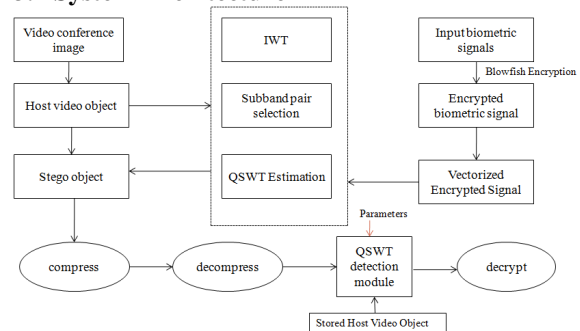 Video conference
image
IWT
Input biometric
signals
Blowfish Encryption
Host video object
Subband pair
selection
Encrypted
biometric signal
Stego object
QSWT Estimation
Vectorized
Encrypted Signal
Parameters
compress
decompress
QSWT
detection
module
decrypt
Stored Host Video Object